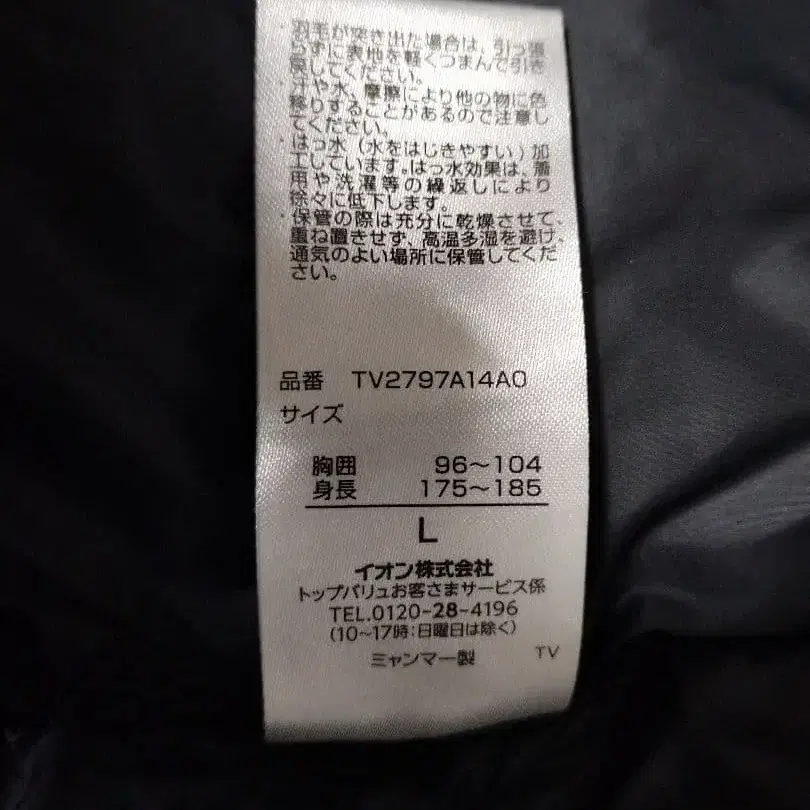 ・羽毛が突き出た場合は、引っ張
らずに表地を軽くつまんで引き
戻してください。
・汗や水、摩擦により他の物に色
移りすることがあるので注意し
てください。
・はっ水（水をはじきやすい）加
工しています。はっ水効果は、着
用や洗濯等の繰返しにより
徐々に低下します。
・保管の際は充分に乾燥させて、
重ね置きせず、高温多湿を避け、
通気のよい場所に保管してくだ
さい。
品番 TV2797A14A0
サイズ
胸囲 96～104
身長 175～185
L
イオン株式会社
トップバリュお客さまサービス係
TEL.0120-28-4196
(10～17時:日曜日は除く)
ミャンマー製 TV